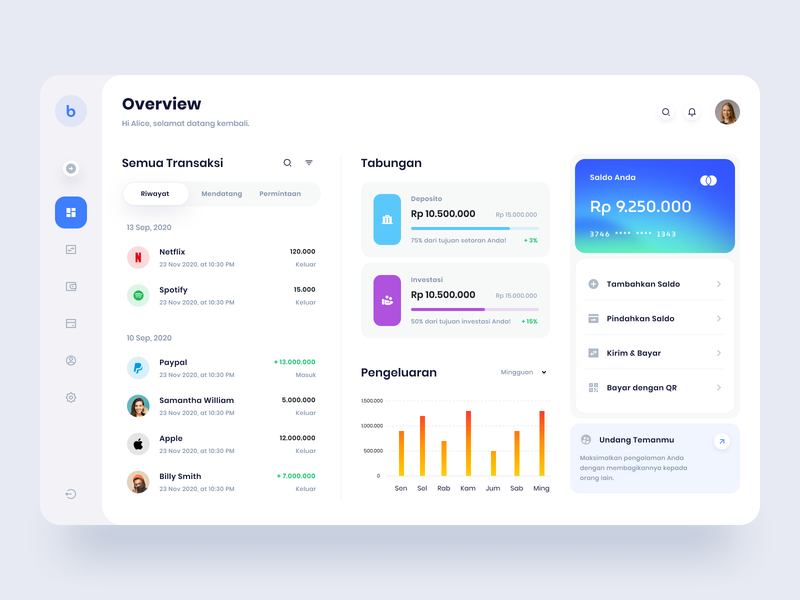 b
Overview
Hi Alice, selamat datang kembali.
Semua Transaksi
Riwayat Mendatang Permintaan
13 Sep, 2020
Netflix 120.000
23 Nov 2020, at 10:30 PM Keluar
Spotify 15.000
23 Nov 2020, at 10:30 PM Keluar
10 Sep, 2020
Paypal + 13.000.000
23 Nov 2020, at 10:30 PM Masuk
Samantha William 5.000.000
23 Nov 2020, at 10:30 PM Keluar
Apple 12.000.000
23 Nov 2020, at 10:30 PM Keluar
Billy Smith + 7.000.000
23 Nov 2020, at 10:30 PM Keluar
Tabungan
Deposito
Rp 10.500.000 Rp 15.000.000
75% dari tujuan setoran Anda! + 3%
Investasi
Rp 10.500.000 Rp 15.000.000
50% dari tujuan investasi Anda! + 15%
Pengeluaran Mingguan
1500.000
1000.000
500.000
0
Sen Sel Rab Kam Jum Sab Ming
Saldo Anda
Rp 9.250.000
3746 **** **** 1343
Tambahkan Saldo
Pindahkan Saldo
Kirim & Bayar
Bayar dengan QR
Undang Temanmu
Maksimalkan pengalaman Anda
dengan membagikannya kepada
orang lain.